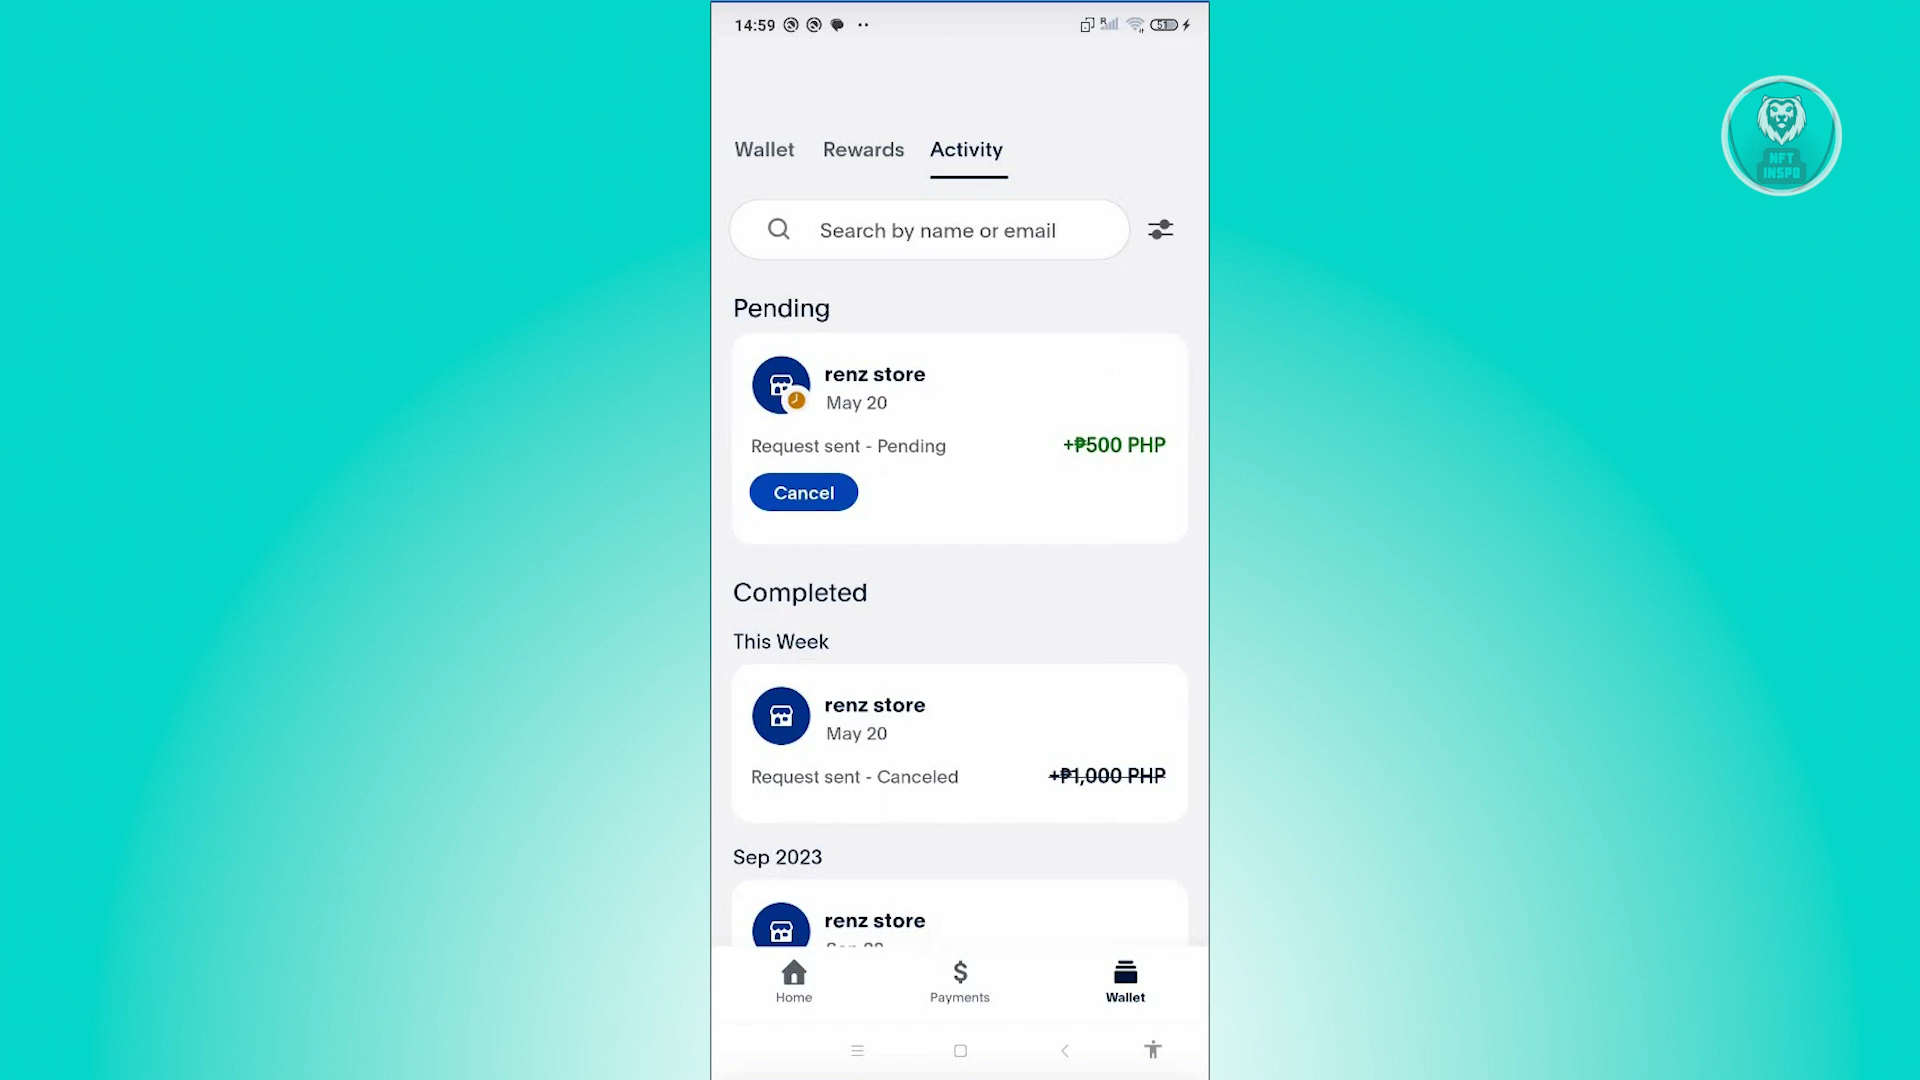 14:59
51
NFT
INSPO
Wallet Rewards Activity
Search by name or email
Pending
renz store
May 20
Request sent - Pending +₱500 PHP
Cancel
Completed
This Week
renz store
May 20
Request sent - Canceled +₱1,000 PHP
Sep 2023
renz store
Home Payments Wallet